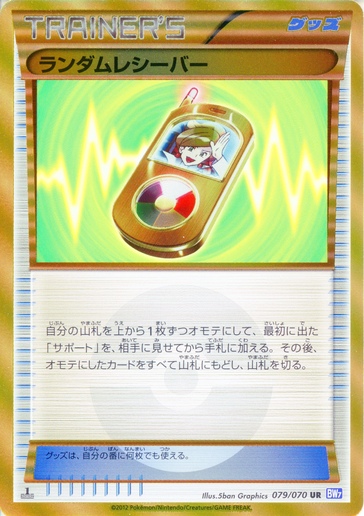 TRAINER'S グッズ
ランダムレシーバー
自分の山札を上から1枚ずつオモテにして、最初に出た
「サポート」を、相手に見せてから手札に加える。その後、
オモテにしたカードをすべて山札にもどし、山札を切る。
グッズは、自分の番に何枚でも使える。
Illus.5ban Graphics 079/070 UR BW7
©2012 Pokémon/Nintendo/Creatures/GAME FREAK.